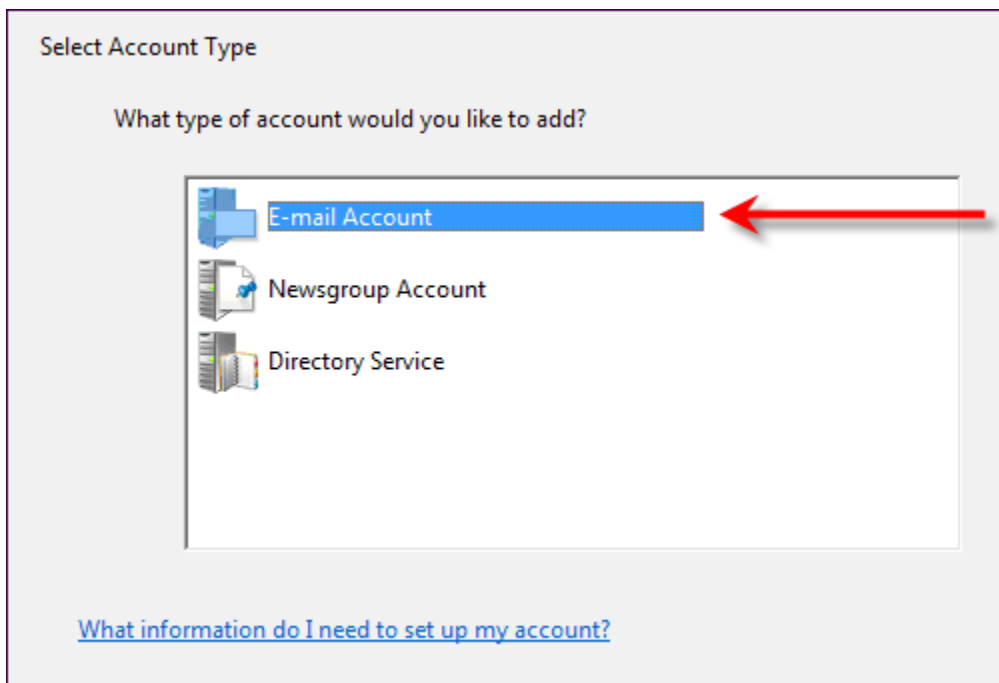 Select Account Type
What type of account would you like to add?
E-mail Account
Newsgroup Account
Directory Service
What information do I need to set up my account?